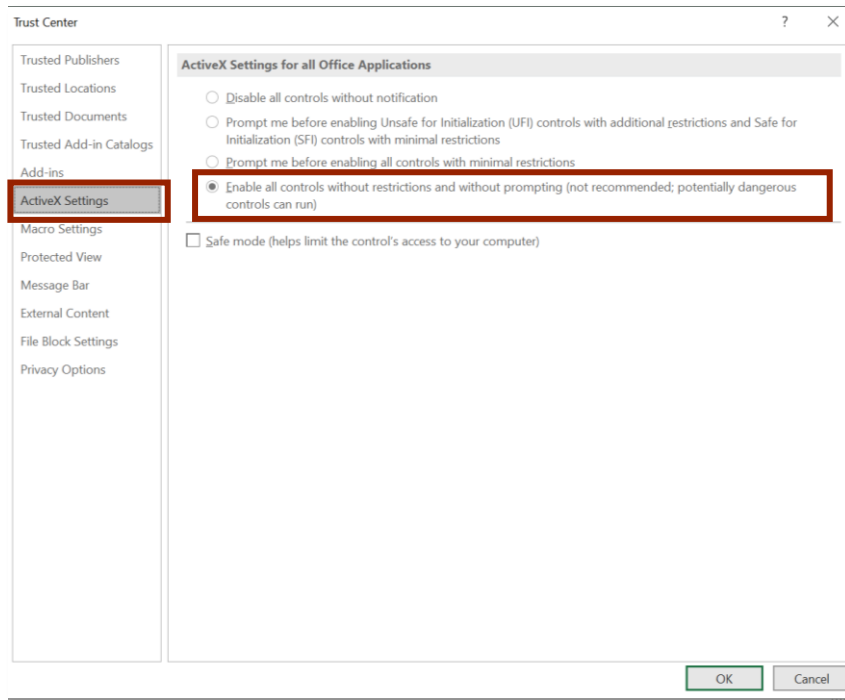 Trust Center
?
Trusted Publishers
Trusted Locations
Trusted Documents
Trusted Add-in Catalogs
Add-ins
ActiveX Settings
Macro Settings
Protected View
Message Bar
External Content
File Block Settings
Privacy Options
ActiveX Settings for all Office Applications
Disable all controls without notification
Prompt me before enabling Unsafe for Initialization (UFI) controls with additional restrictions and Safe for
Initialization (SFI) controls with minimal restrictions
Prompt me before enabling all controls with minimal restrictions
Enable all controls without restrictions and without prompting (not recommended; potentially dangerous
controls can run)
Safe mode (helps limit the control's access to your computer)
OK
Cancel